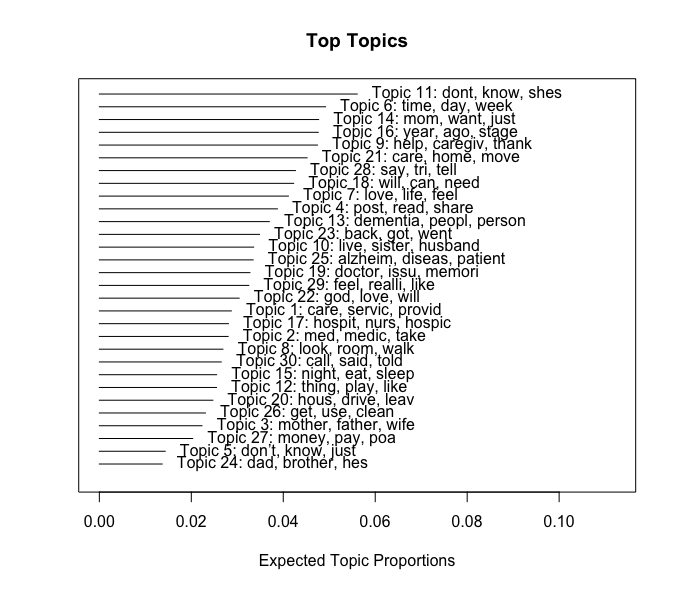 Top Topics
Topic 11: dont, know, shes
Topic 6: time, day, week
Topic 14: mom, want, just
Topic 16: year, ago, stage
Topic 9: help, caregiv, thank
Topic 21: care, home, move
Topic 28: say, tri, tell
Topic 18: will, can, need
Topic 7: love, life, feel
Topic 4: post, read, share
Topic 13: dementia, peopl, person
Topic 23: back, got, went
Topic 10: live, sister, husband
Topic 25: alzheim, diseas, patient
Topic 19: doctor, issu, memori
Topic 29: feel, realli, like
Topic 22: god, love, will
Topic 1: care, servic, provid
Topic 17: hospit, nurs, hospic
Topic 2: med, medic, take
Topic 8: look, room, walk
Topic 30: call, said, told
Topic 15: night, eat, sleep
Topic 12: thing, play, like
Topic 20: hous, drive, leav
Topic 26: get, use, clean
Topic 3: mother, father, wife
Topic 27: money, pay, poa
Topic 5: don't, know, just
Topic 24: dad, brother, hes
0.00 0.02 0.04 0.06 0.08 0.10
Expected Topic Proportions